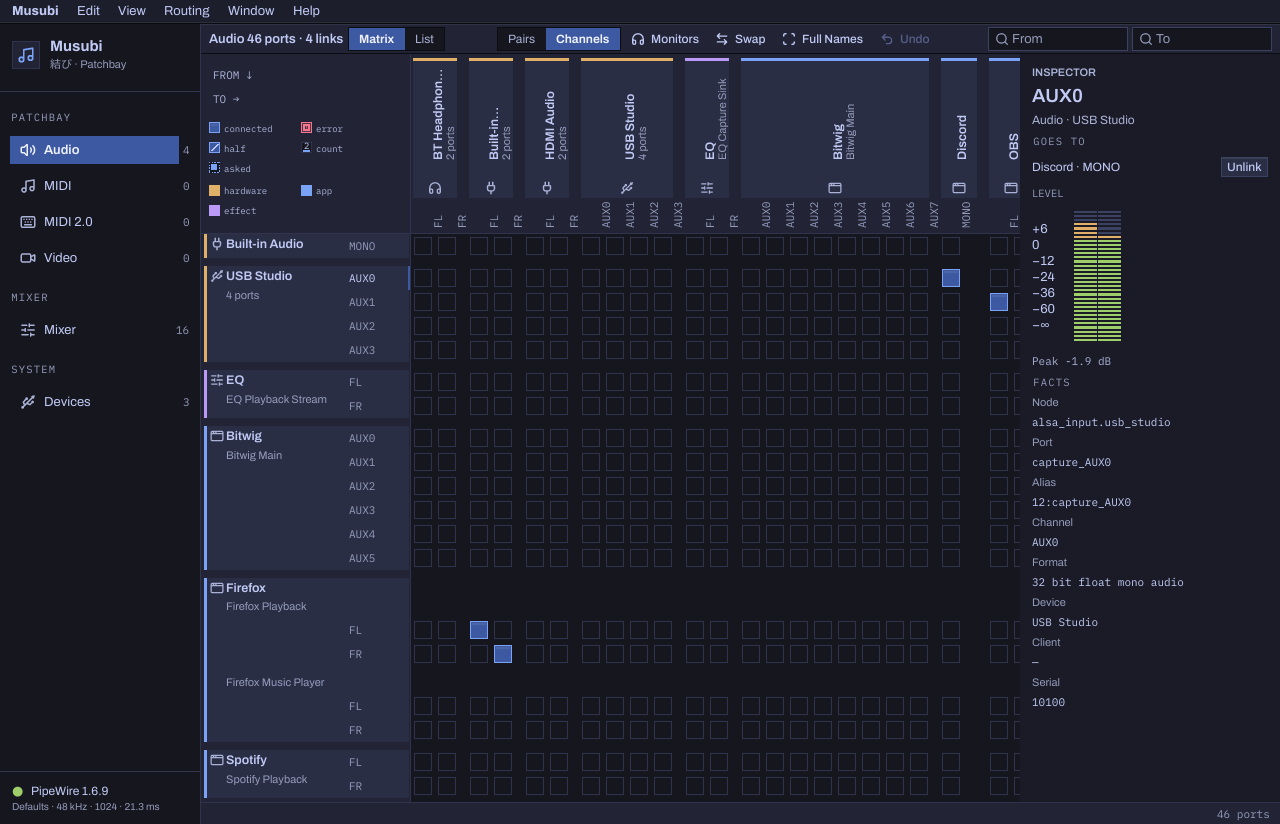 Musubi Edit View Routing Window Help
Musubi
結び · Patchbay
PATCHBAY
Audio 4
MIDI 0
MIDI 2.0 0
Video 0
MIXER
Mixer 16
SYSTEM
Devices 3
PipeWire 1.6.9
Defaults · 48 kHz · 1024 · 21.3 ms
Audio 46 ports · 4 links Matrix List Pairs Channels Monitors Swap Full Names Undo From To
FROM ↓
TO →
connected error
half 2 count
asked
hardware app
effect
BT Headphon…
2 ports
Built-in…
2 ports
HDMI Audio
2 ports
USB Studio
4 ports
EQ
EQ Capture Sink
Bitwig
Bitwig Main
Discord
OBS
FL FR FL FR FL FR AUX0 AUX1 AUX2 AUX3 FL FR AUX0 AUX1 AUX2 AUX3 AUX4 AUX5 AUX6 AUX7 MONO FL
Built-in Audio MONO
USB Studio AUX0
4 ports AUX1
AUX2
AUX3
EQ FL
EQ Playback Stream FR
Bitwig AUX0
Bitwig Main AUX1
AUX2
AUX3
AUX4
AUX5
Firefox
Firefox Playback
FL
FR
Firefox Music Player
FL
FR
Spotify FL
Spotify Playback FR
INSPECTOR
AUX0
Audio · USB Studio
GOES TO
Discord · MONO Unlink
LEVEL
+6
0
−12
−24
−36
−60
−∞
Peak -1.9 dB
FACTS
Node
alsa_input.usb_studio
Port
capture_AUX0
Alias
12:capture_AUX0
Channel
AUX0
Format
32 bit float mono audio
Device
USB Studio
Client
—
Serial
10100
46 ports